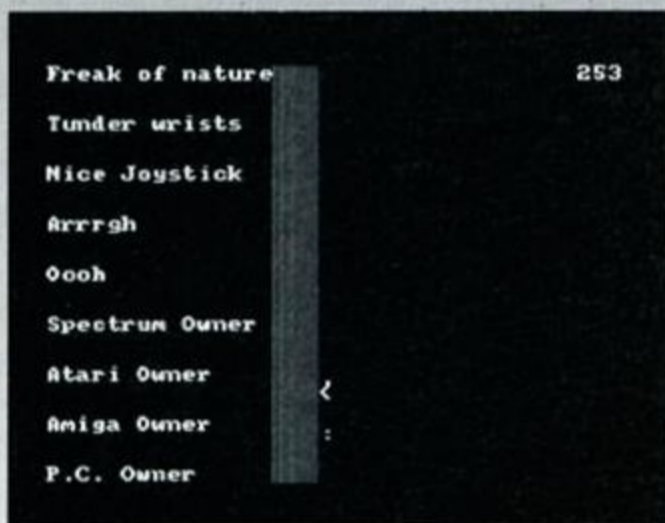 Freak of nature 253
Tunder wrists
Nice Joystick
Arrrgh
Oooh
Spectrum Owner
Atari Owner
Amiga Owner
P.C. Owner